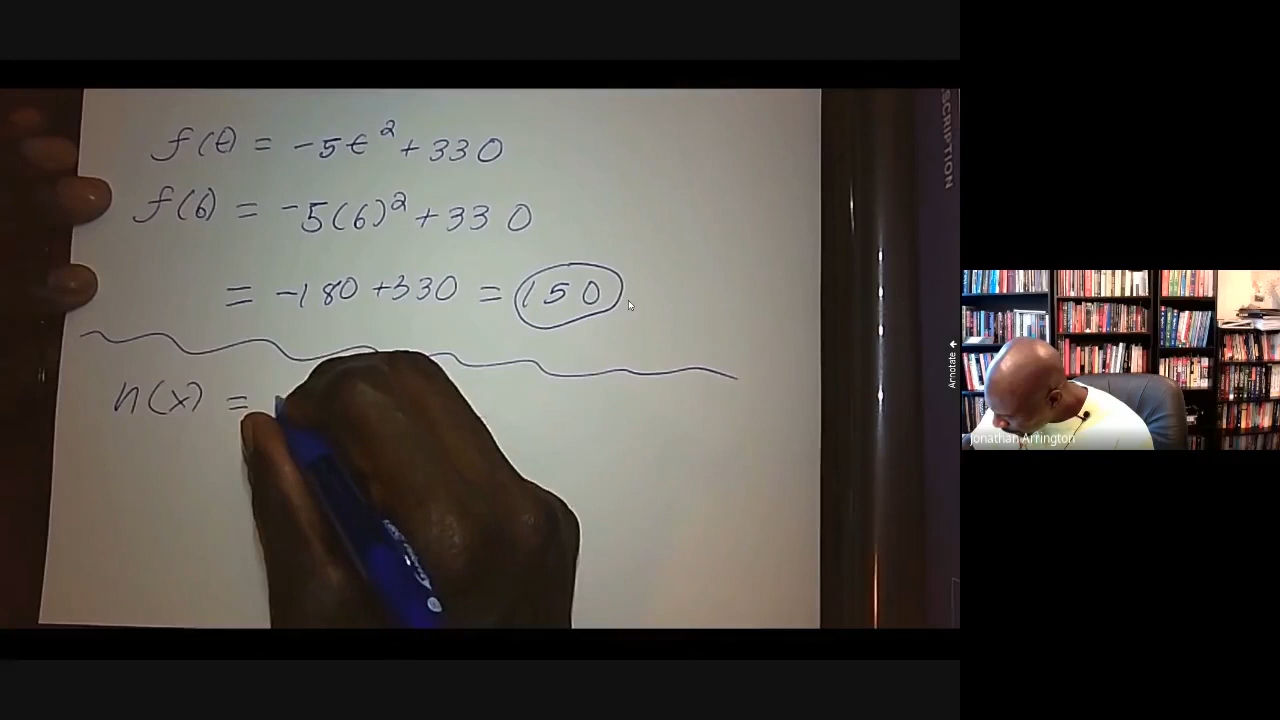 f(t) = -5t² + 330
f(6) = -5(6)² + 330
= -180 + 330 = 150
n(x) =
SCRIPTION
Annotate →
Jonathan Arrington